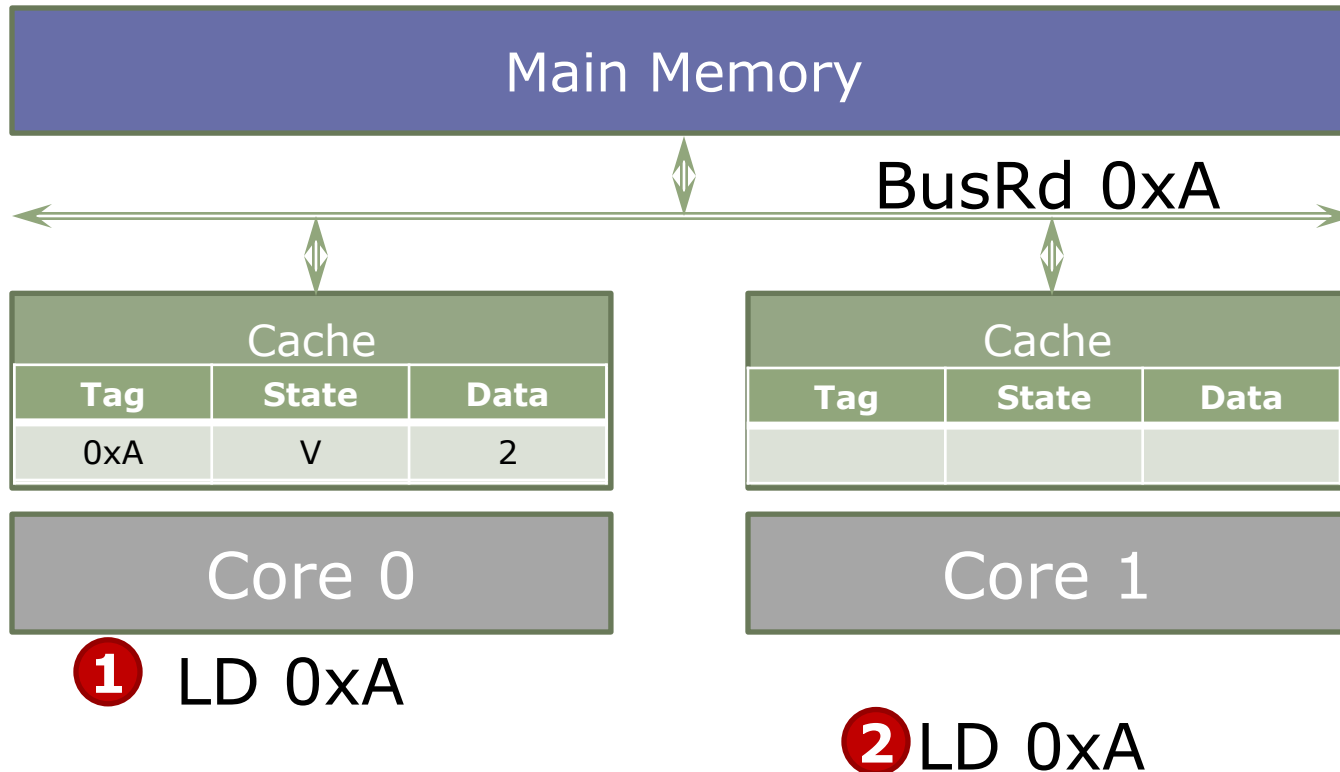 Main Memory
BusRd 0xA
Cache
Tag State Data
0xA V 2
Cache
Tag State Data
Core 0
Core 1
1 LD 0xA
2 LD 0xA